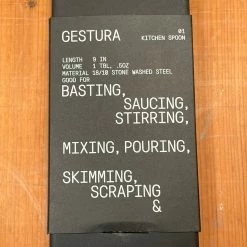 GESTURA 01
KITCHEN SPOON
LENGTH 9 IN
VOLUME 1 TBL, .5OZ
MATERIAL 18/10 STONE WASHED STEEL
GOOD FOR
BASTING,
SAUCING,
STIRRING,
MIXING, POURING,
SKIMMING,
SCRAPING
&